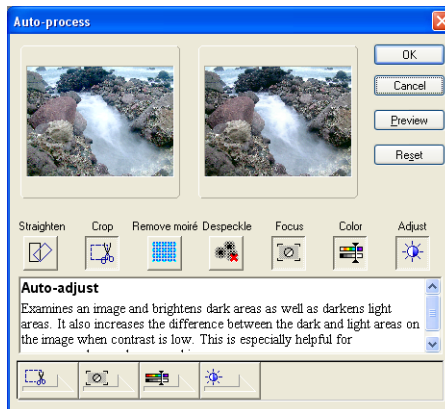 Auto-process
OK
Cancel
Preview
Reset
Straighten Crop Remove moiré Despeckle Focus Color Adjust
Auto-adjust
Examines an image and brightens dark areas as well as darkens light
areas. It also increases the difference between the dark and light areas on
the image when contrast is low. This is especially helpful for